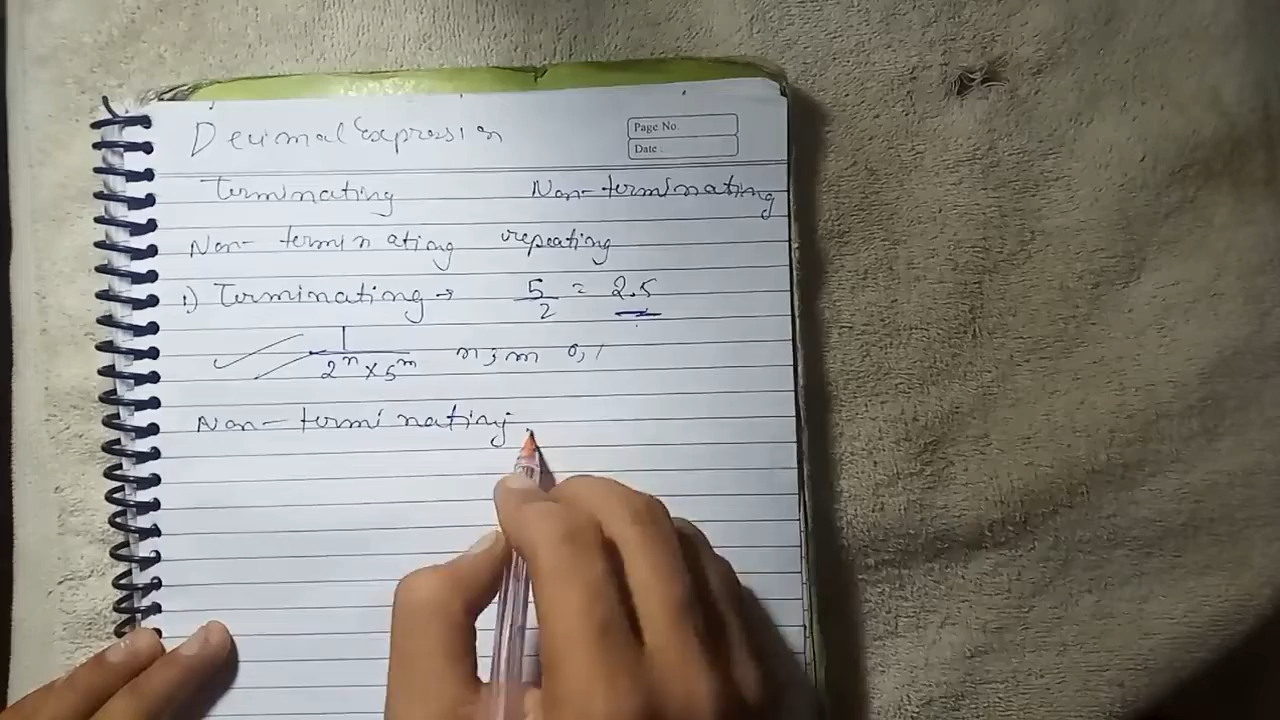 Decimal Expression
Page No.
Date :
Terminating Non-terminating
Non-terminating repeating
1.) Terminating → 5/2 = 2.5
1/2ⁿ×5ᵐ n, m 0, 1
Non-terminating